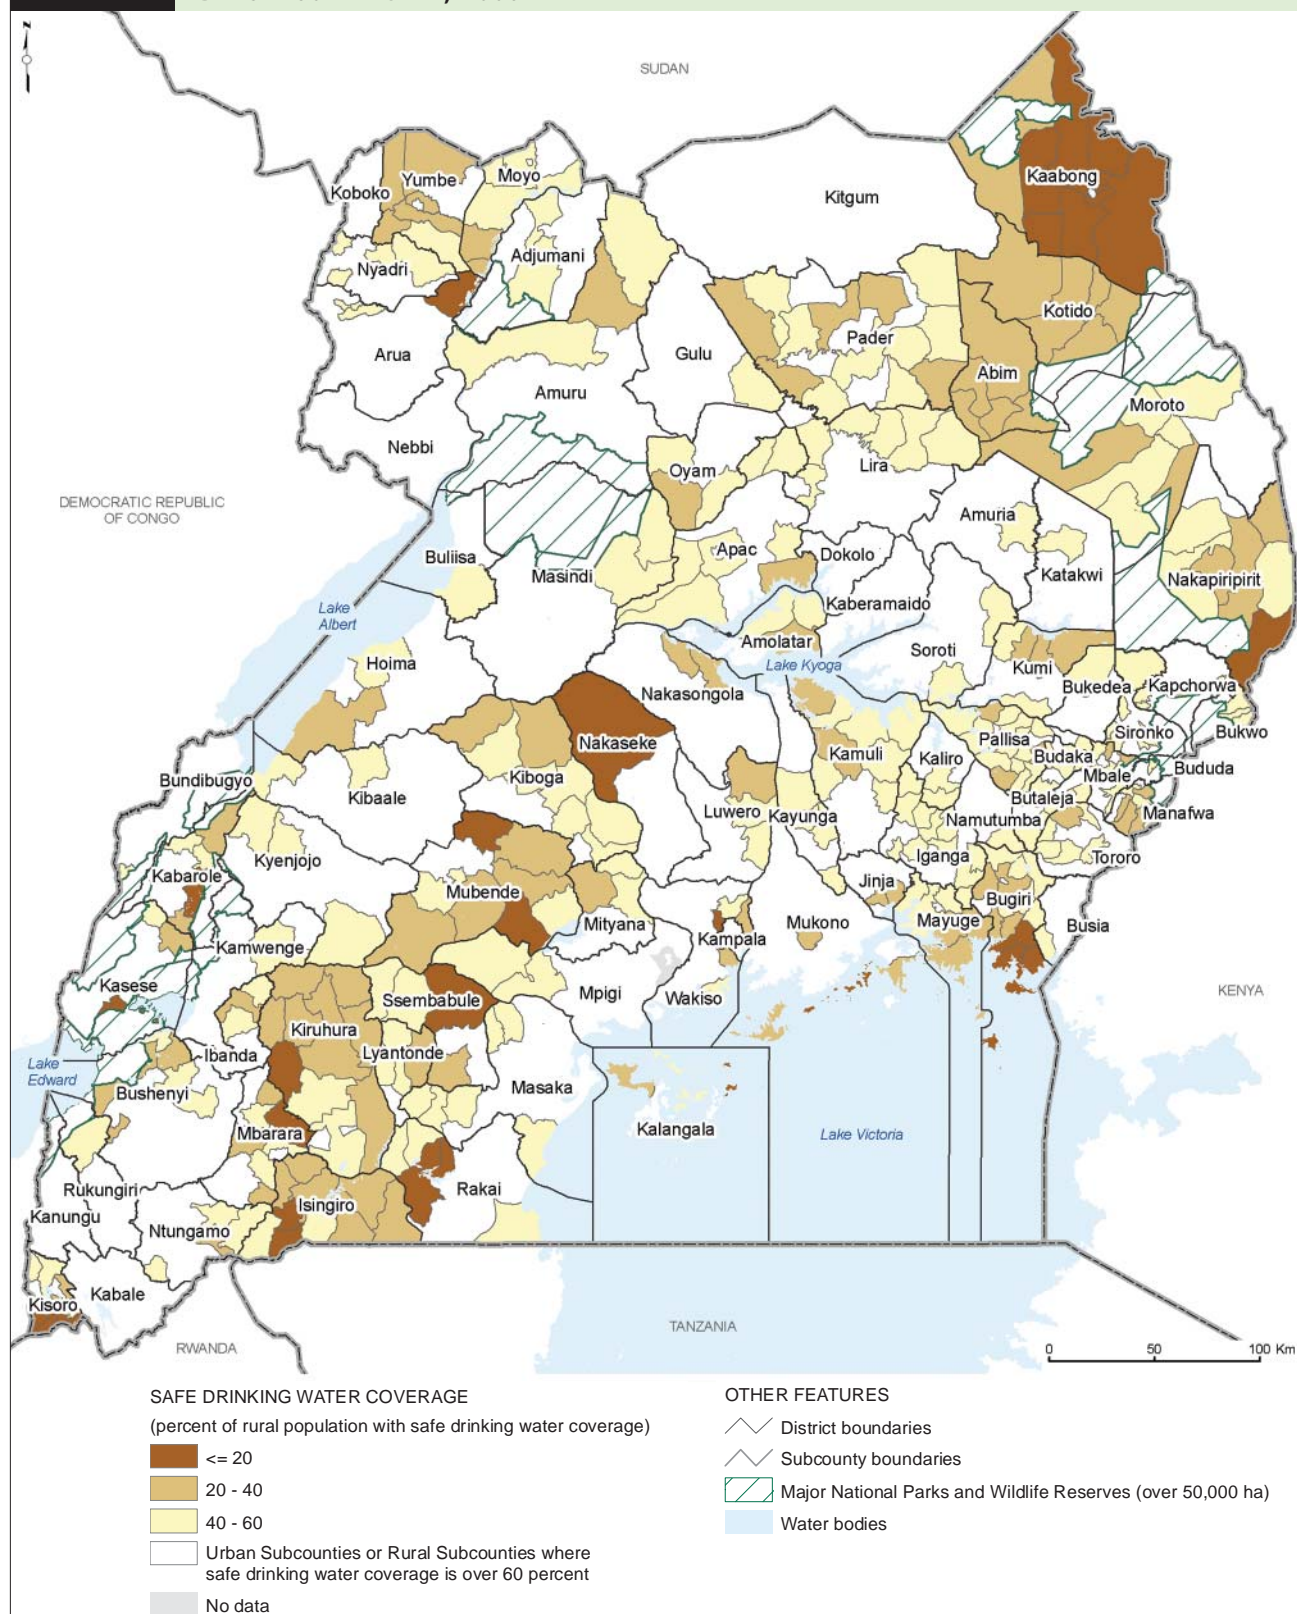 N
SUDAN
Koboko
Yumbe
Moyo
Kaabong
Kitgum
Nyadri
Adjumani
Kotido
Arua
Gulu
Pader
Abim
Amuru
Moroto
Nebbi
Oyam
Lira
DEMOCRATIC REPUBLIC
OF CONGO
Amuria
Buliisa
Masindi
Apac
Dokolo
Katakwi
Nakapiripirit
Lake
Albert
Kaberamaido
Amolatar
Hoima
Lake Kyoga
Soroti
Kumi
Nakasongola
Bukedea
Kapchorwa
Nakaseke
Kamuli
Kaliro
Pallisa
Sironko
Bukwo
Budaka
Bundibugyo
Kiboga
Mbale
Bududa
Kibaale
Luwero
Kayunga
Butaleja
Manafwa
Namutumba
Kyenjojo
Iganga
Tororo
Kabarole
Jinja
Mubende
Bugiri
Mityana
Mukono
Mayuge
Busia
Kamwenge
Kampala
Kasese
Ssembabule
Mpigi
Wakiso
KENYA
Kiruhura
Lyantonde
Ibanda
Lake
Edward
Bushenyi
Masaka
Mbarara
Kalangala
Lake Victoria
Rukungiri
Rakai
Isingiro
Kanungu
Ntungamo
Kabale
Kisoro
TANZANIA
RWANDA
0 50 100 Km
SAFE DRINKING WATER COVERAGE
(percent of rural population with safe drinking water coverage)
<= 20
20 - 40
40 - 60
Urban Subcounties or Rural Subcounties where
safe drinking water coverage is over 60 percent
No data
OTHER FEATURES
District boundaries
Subcounty boundaries
Major National Parks and Wildlife Reserves (over 50,000 ha)
Water bodies